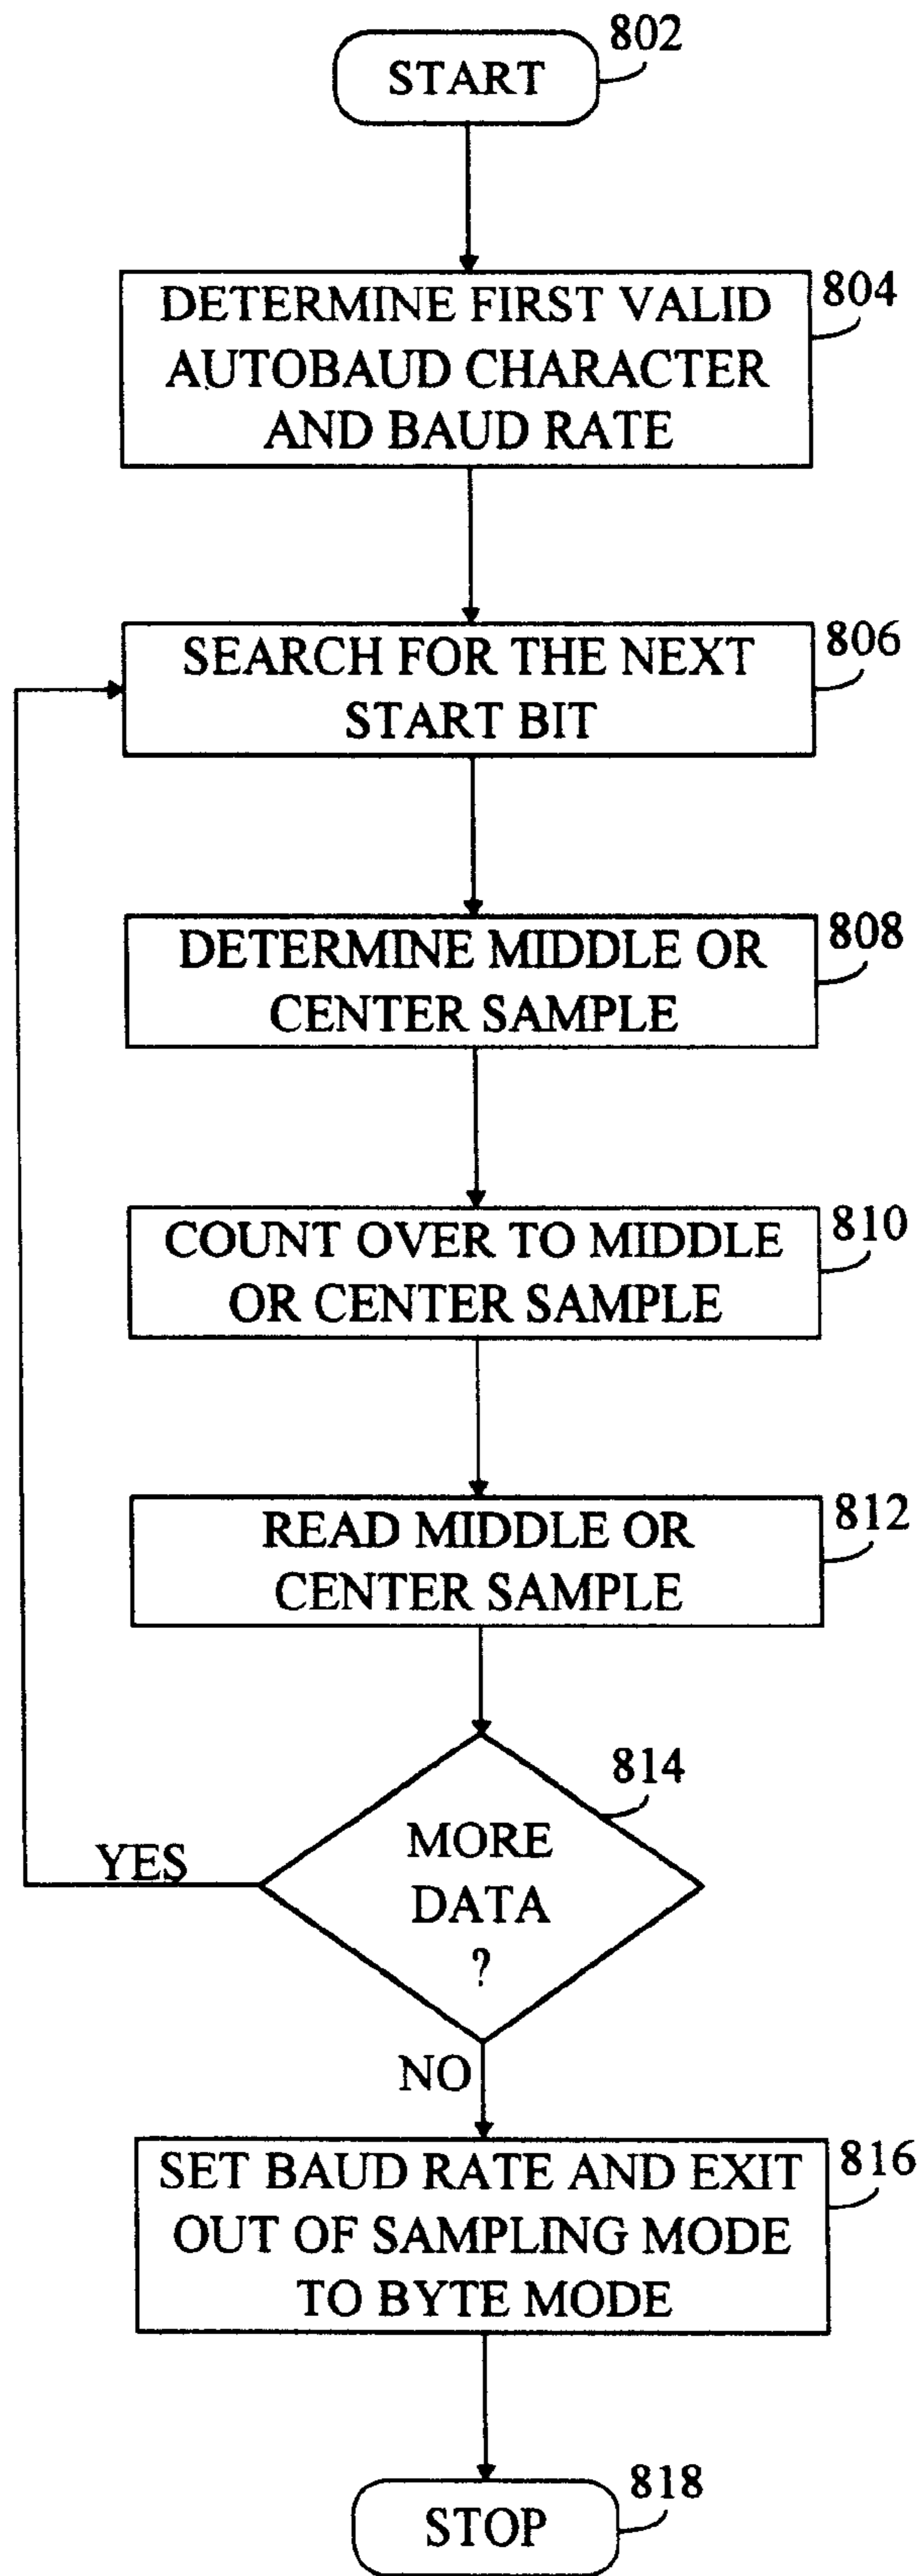 802
START
804
DETERMINE FIRST VALID
AUTOBAUD CHARACTER
AND BAUD RATE
806
SEARCH FOR THE NEXT
START BIT
808
DETERMINE MIDDLE OR
CENTER SAMPLE
810
COUNT OVER TO MIDDLE
OR CENTER SAMPLE
812
READ MIDDLE OR
CENTER SAMPLE
814
MORE
DATA
?
YES
NO
816
SET BAUD RATE AND EXIT
OUT OF SAMPLING MODE
TO BYTE MODE
818
STOP